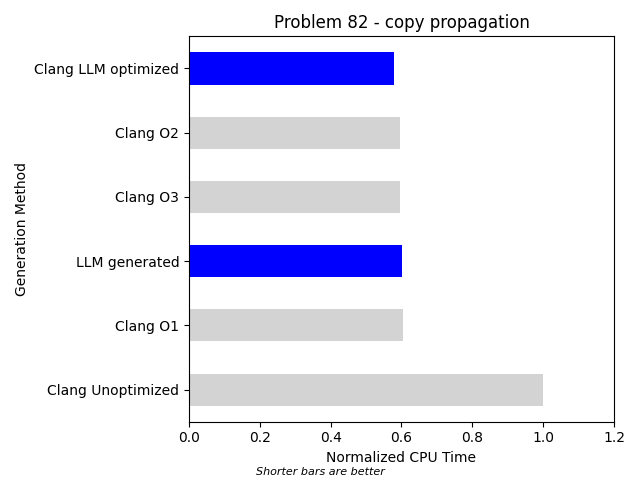 Problem 82 - copy propagation
Generation Method
Clang LLM optimized
Clang O2
Clang O3
LLM generated
Clang O1
Clang Unoptimized
0.0 0.2 0.4 0.6 0.8 1.0 1.2
Normalized CPU Time
Shorter bars are better